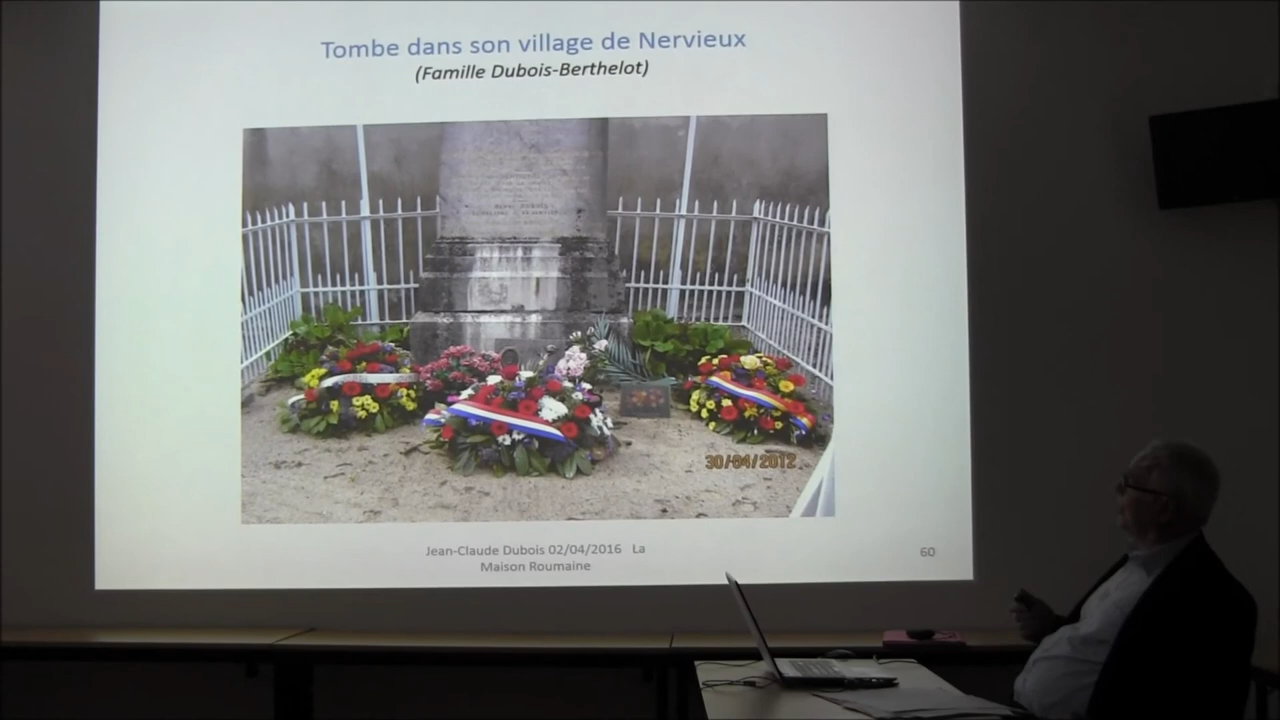 Tombe dans son village de Nervieux
(Famille Dubois-Berthelot)
30/04/2012
Jean-Claude Dubois 02/04/2016 La
Maison Roumaine
60